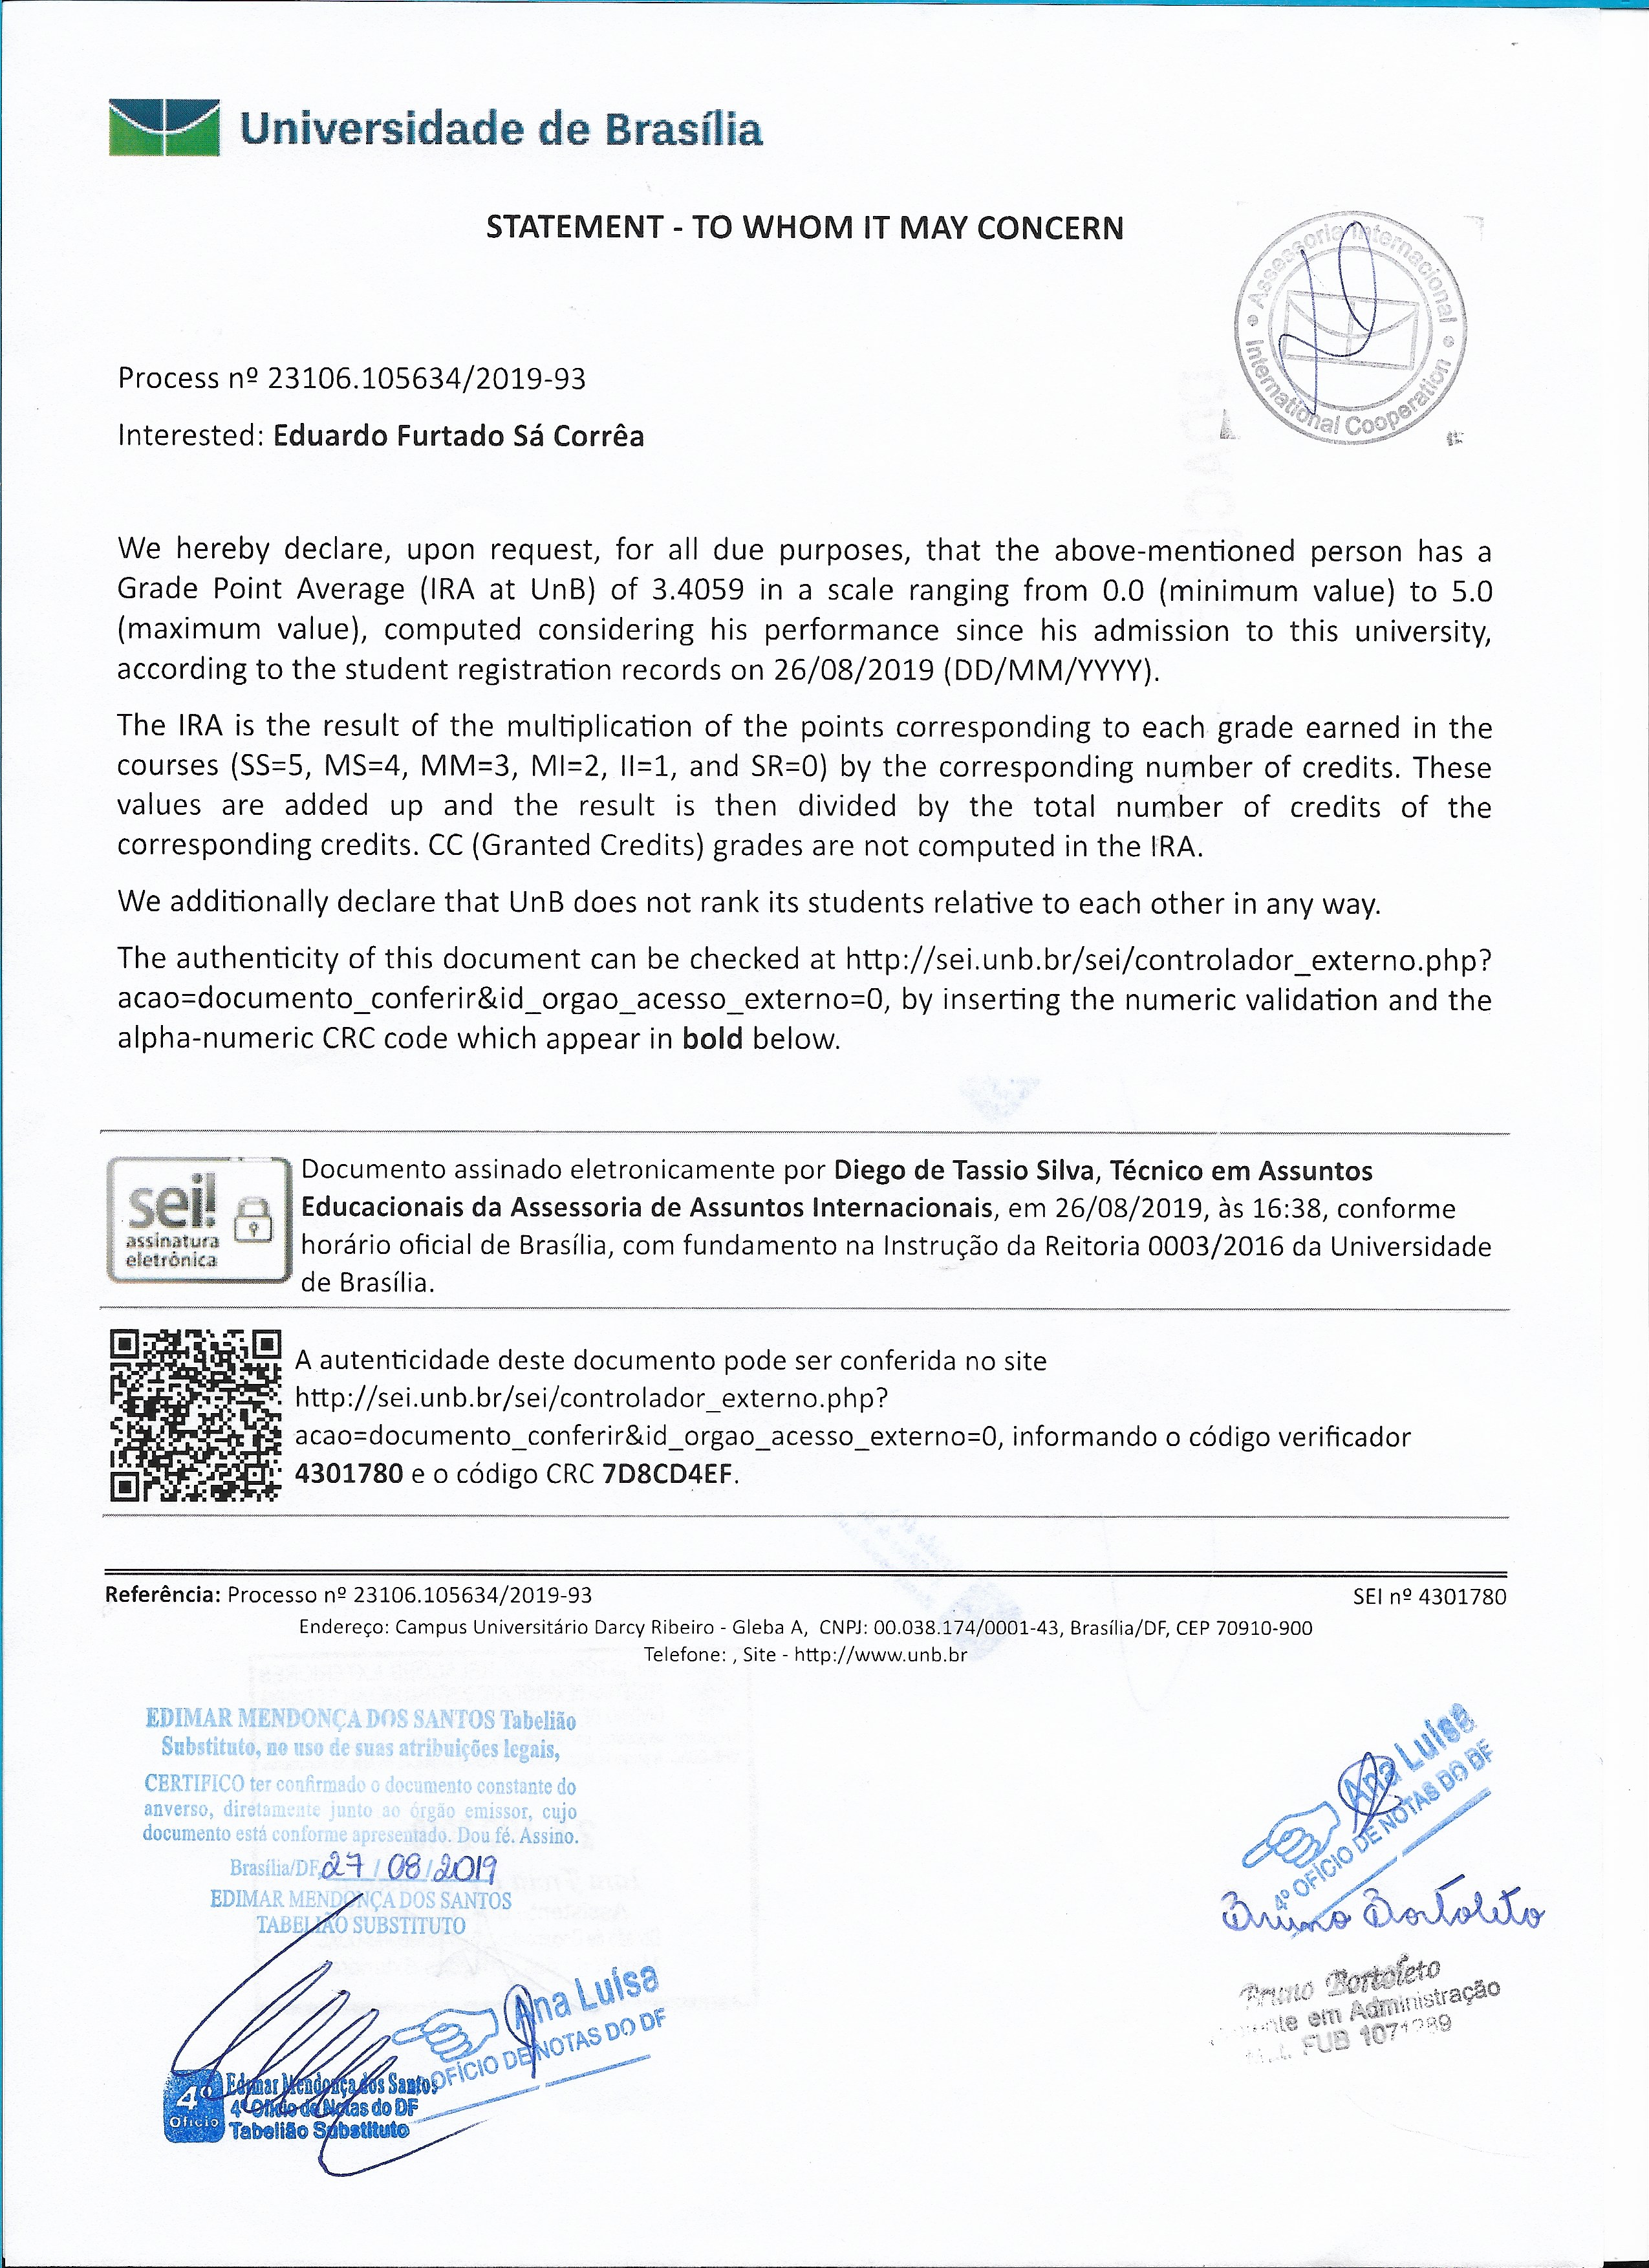 Universidade de Brasília
STATEMENT - TO WHOM IT MAY CONCERN
Assessoria Internacional
International Cooperation
Process nº 23106.105634/2019-93
Interested: Eduardo Furtado Sá Corrêa
We hereby declare, upon request, for all due purposes, that the above-mentioned person has a
Grade Point Average (IRA at UnB) of 3.4059 in a scale ranging from 0.0 (minimum value) to 5.0
(maximum value), computed considering his performance since his admission to this university,
according to the student registration records on 26/08/2019 (DD/MM/YYYY).
The IRA is the result of the multiplication of the points corresponding to each grade earned in the
courses (SS=5, MS=4, MM=3, MI=2, II=1, and SR=0) by the corresponding number of credits. These
values are added up and the result is then divided by the total number of credits of the
corresponding credits. CC (Granted Credits) grades are not computed in the IRA.
We additionally declare that UnB does not rank its students relative to each other in any way.
The authenticity of this document can be checked at http://sei.unb.br/sei/controlador_externo.php?
acao=documento_conferir&id_orgao_acesso_externo=0, by inserting the numeric validation and the
alpha-numeric CRC code which appear in bold below.
sei!
assinatura
eletrônica
Documento assinado eletronicamente por Diego de Tassio Silva, Técnico em Assuntos
Educacionais da Assessoria de Assuntos Internacionais, em 26/08/2019, às 16:38, conforme
horário oficial de Brasília, com fundamento na Instrução da Reitoria 0003/2016 da Universidade
de Brasília.
A autenticidade deste documento pode ser conferida no site
http://sei.unb.br/sei/controlador_externo.php?
acao=documento_conferir&id_orgao_acesso_externo=0, informando o código verificador
4301780 e o código CRC 7D8CD4EF.
Referência: Processo nº 23106.105634/2019-93 SEI nº 4301780
Endereço: Campus Universitário Darcy Ribeiro - Gleba A, CNPJ: 00.038.174/0001-43, Brasília/DF, CEP 70910-900
Telefone: , Site - http://www.unb.br
EDIMAR MENDONÇA DOS SANTOS Tabelião
Substituto, no uso de suas atribuições legais,
CERTIFICO ter confirmado o documento constante do
anverso, diretamente junto ao órgão emissor, cujo
documento está conforme apresentado. Dou fé. Assino.
Brasília/DF, 27/08/2019
EDIMAR MENDONÇA DOS SANTOS
TABELIÃO SUBSTITUTO
Ana Luísa
OFÍCIO DE NOTAS DO DF
4º Ofício
Edimar Mendonça dos Santos
4º Ofício de Notas do DF
Tabelião Substituto
Ana Luísa
4º OFÍCIO DE NOTAS DO DF
Bruno Bortoleto
Bruno Bortoleto
em Administração
FUB